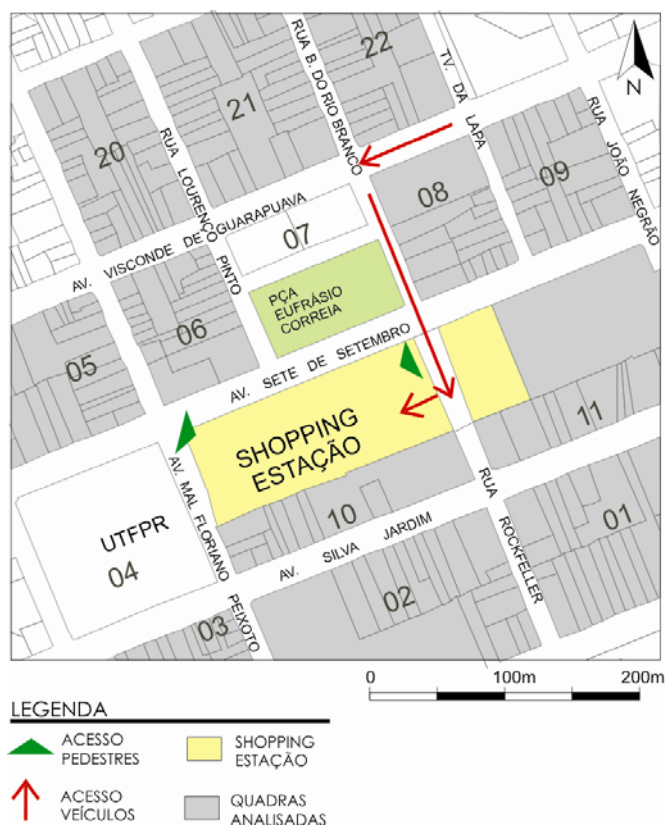 22
RUA B. DO RIO BRANCO
TV. DA LAPA
N
21
20
RUA LOURENÇO PINTO
RUA JOÃO NEGRÃO
09
08
AV. VISCONDE DE GUARAPUAVA
07
PÇA
EUFRÁSIO
CORREIA
06
05
AV. SETE DE SETEMBRO
SHOPPING
ESTAÇÃO
11
AV. MAL FLORIANO PEIXOTO
UTFPR
04
10
RUA ROCKFELLER
01
AV. SILVA JARDIM
02
03
0 100m 200m
LEGENDA
ACESSO
PEDESTRES
SHOPPING
ESTAÇÃO
ACESSO
VEÍCULOS
QUADRAS
ANALISADAS